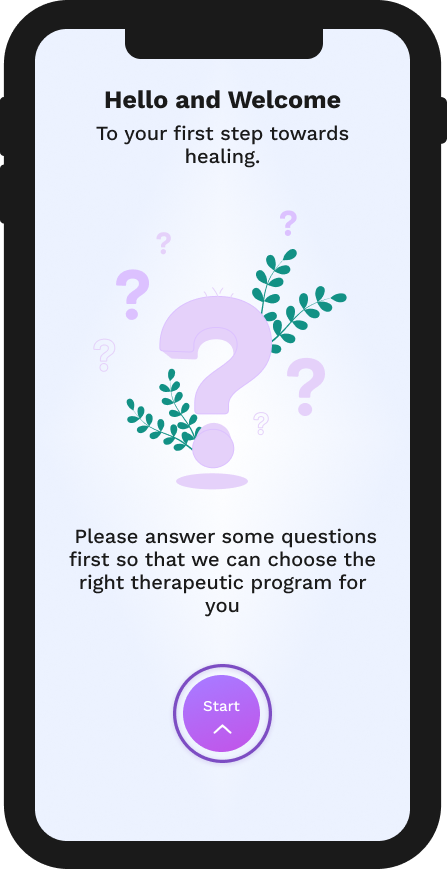 Hello and Welcome
To your first step towards
healing.
Please answer some questions
first so that we can choose the
right therapeutic program for
you
Start